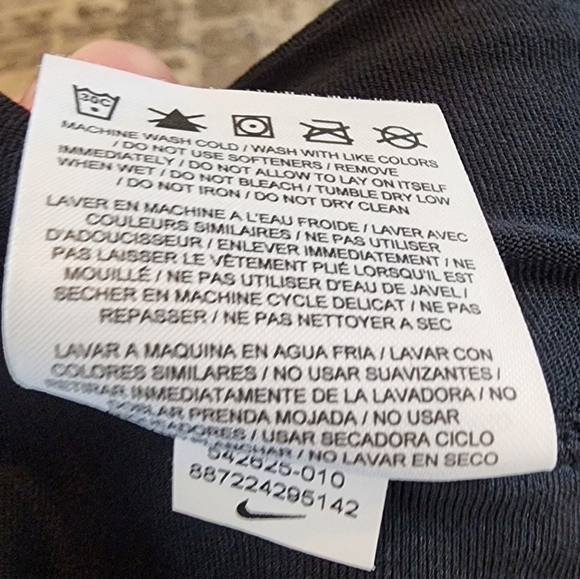 30C
MACHINE WASH COLD / WASH WITH LIKE COLORS
/ DO NOT USE SOFTENERS / REMOVE
IMMEDIATELY / DO NOT ALLOW TO LAY ON ITSELF
WHEN WET / DO NOT BLEACH / TUMBLE DRY LOW
/ DO NOT IRON / DO NOT DRY CLEAN
LAVER EN MACHINE A L'EAU FROIDE / LAVER AVEC
COULEURS SIMILAIRES / NE PAS UTILISER
D'ADOUCISSEUR / ENLEVER IMMEDIATEMENT / NE
PAS LAISSER LE VÊTEMENT PLIÉ LORSQU'IL EST
MOUILLÉ / NE PAS UTILISER D'EAU DE JAVEL /
SECHER EN MACHINE CYCLE DELICAT / NE PAS
REPASSER / NE PAS NETTOYER A SEC
LAVAR A MAQUINA EN AGUA FRIA / LAVAR CON
COLORES SIMILARES / NO USAR SUAVIZANTES /
RETIRAR INMEDIATAMENTE DE LA LAVADORA / NO
DOBLAR PRENDA MOJADA / NO USAR
/ USAR SECADORA CICLO
PLANCHAR / NO LAVAR EN SECO
542625-010
887224295142